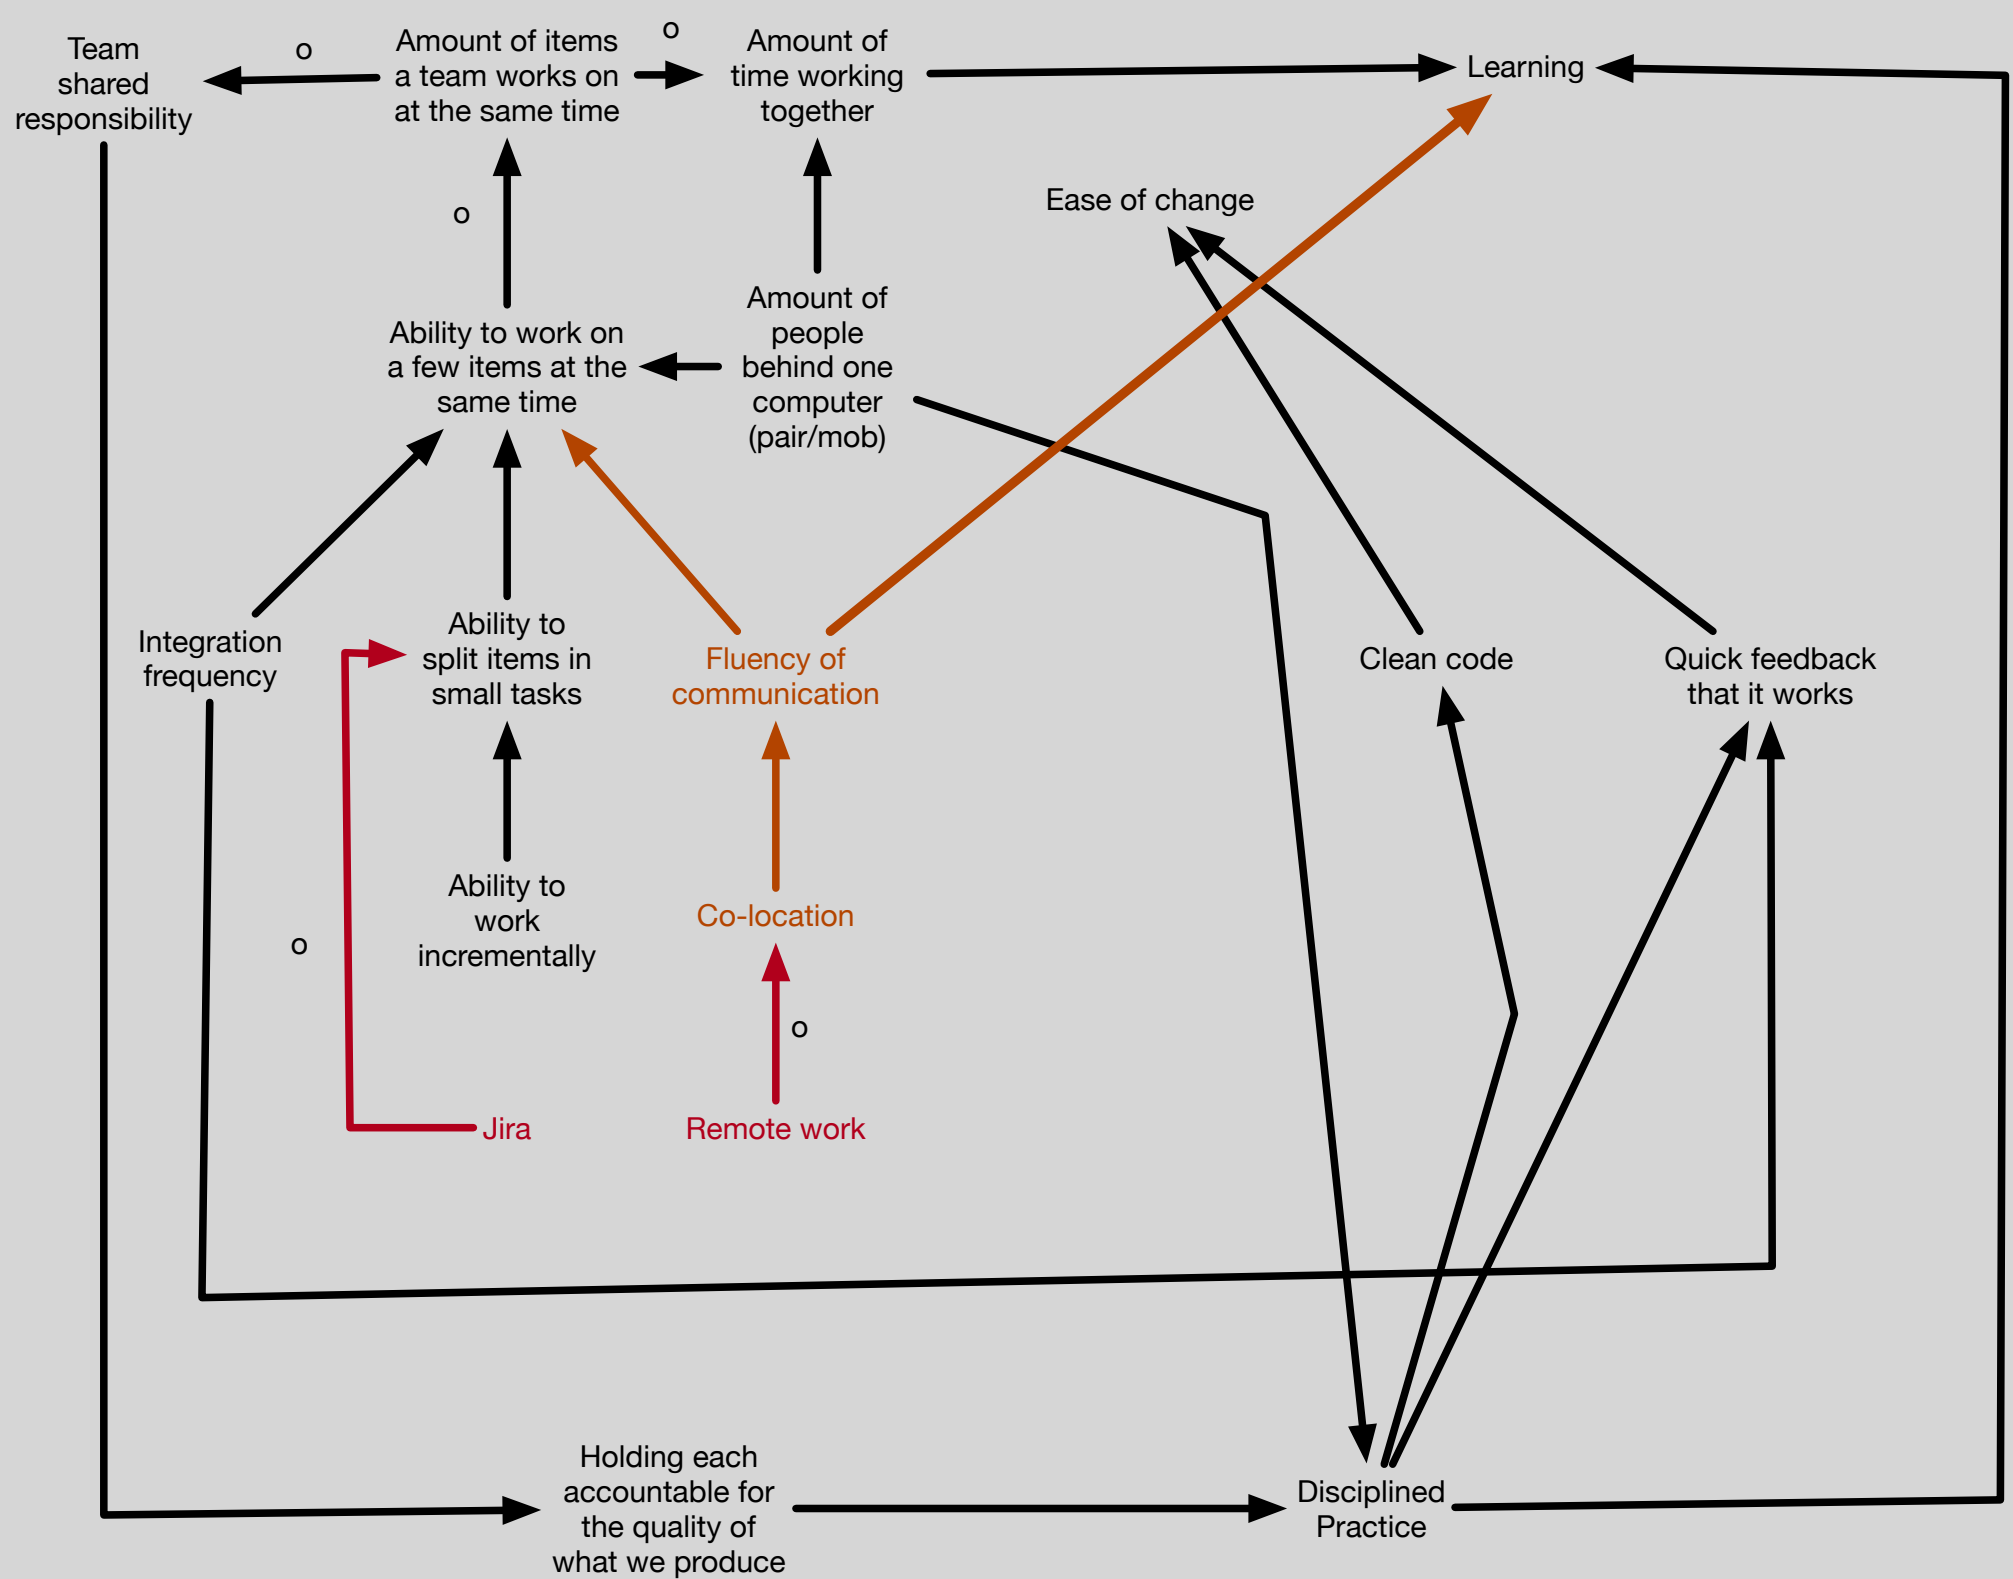 Team
shared
responsibility
o
Amount of items
a team works on
at the same time
o
Amount of
time working
together
Learning
Ease of change
o
Ability to work on
a few items at the
same time
Amount of
people
behind one
computer
(pair/mob)
Integration
frequency
Ability to
split items in
small tasks
Fluency of
communication
Clean code
Quick feedback
that it works
Ability to
work
incrementally
Co-location
o
o
Jira
Remote work
Holding each
accountable for
the quality of
what we produce
Disciplined
Practice